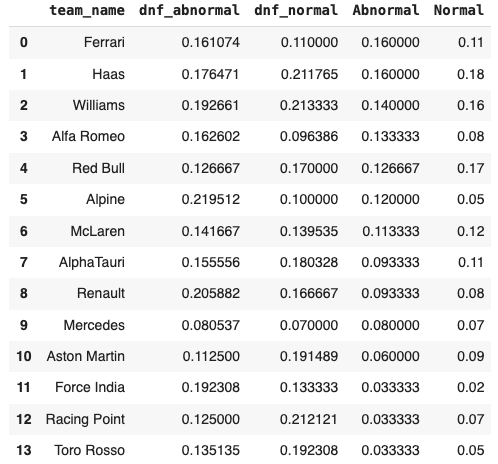 team_name dnf_abnormal dnf_normal Abnormal Normal
0 Ferrari 0.161074 0.110000 0.160000 0.11
1 Haas 0.176471 0.211765 0.160000 0.18
2 Williams 0.192661 0.213333 0.140000 0.16
3 Alfa Romeo 0.162602 0.096386 0.133333 0.08
4 Red Bull 0.126667 0.170000 0.126667 0.17
5 Alpine 0.219512 0.100000 0.120000 0.05
6 McLaren 0.141667 0.139535 0.113333 0.12
7 AlphaTauri 0.155556 0.180328 0.093333 0.11
8 Renault 0.205882 0.166667 0.093333 0.08
9 Mercedes 0.080537 0.070000 0.080000 0.07
10 Aston Martin 0.112500 0.191489 0.060000 0.09
11 Force India 0.192308 0.133333 0.033333 0.02
12 Racing Point 0.125000 0.212121 0.033333 0.07
13 Toro Rosso 0.135135 0.192308 0.033333 0.05